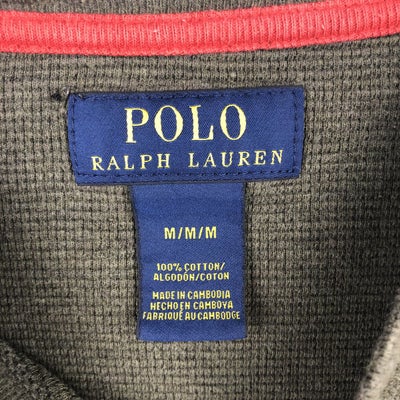 POLO
RALPH LAUREN
M/M/M
100% COTTON/
ALGODÓN/COTON
MADE IN CAMBODIA
HECHO EN CAMBOYA
FABRIQUÉ AU CAMBODGE